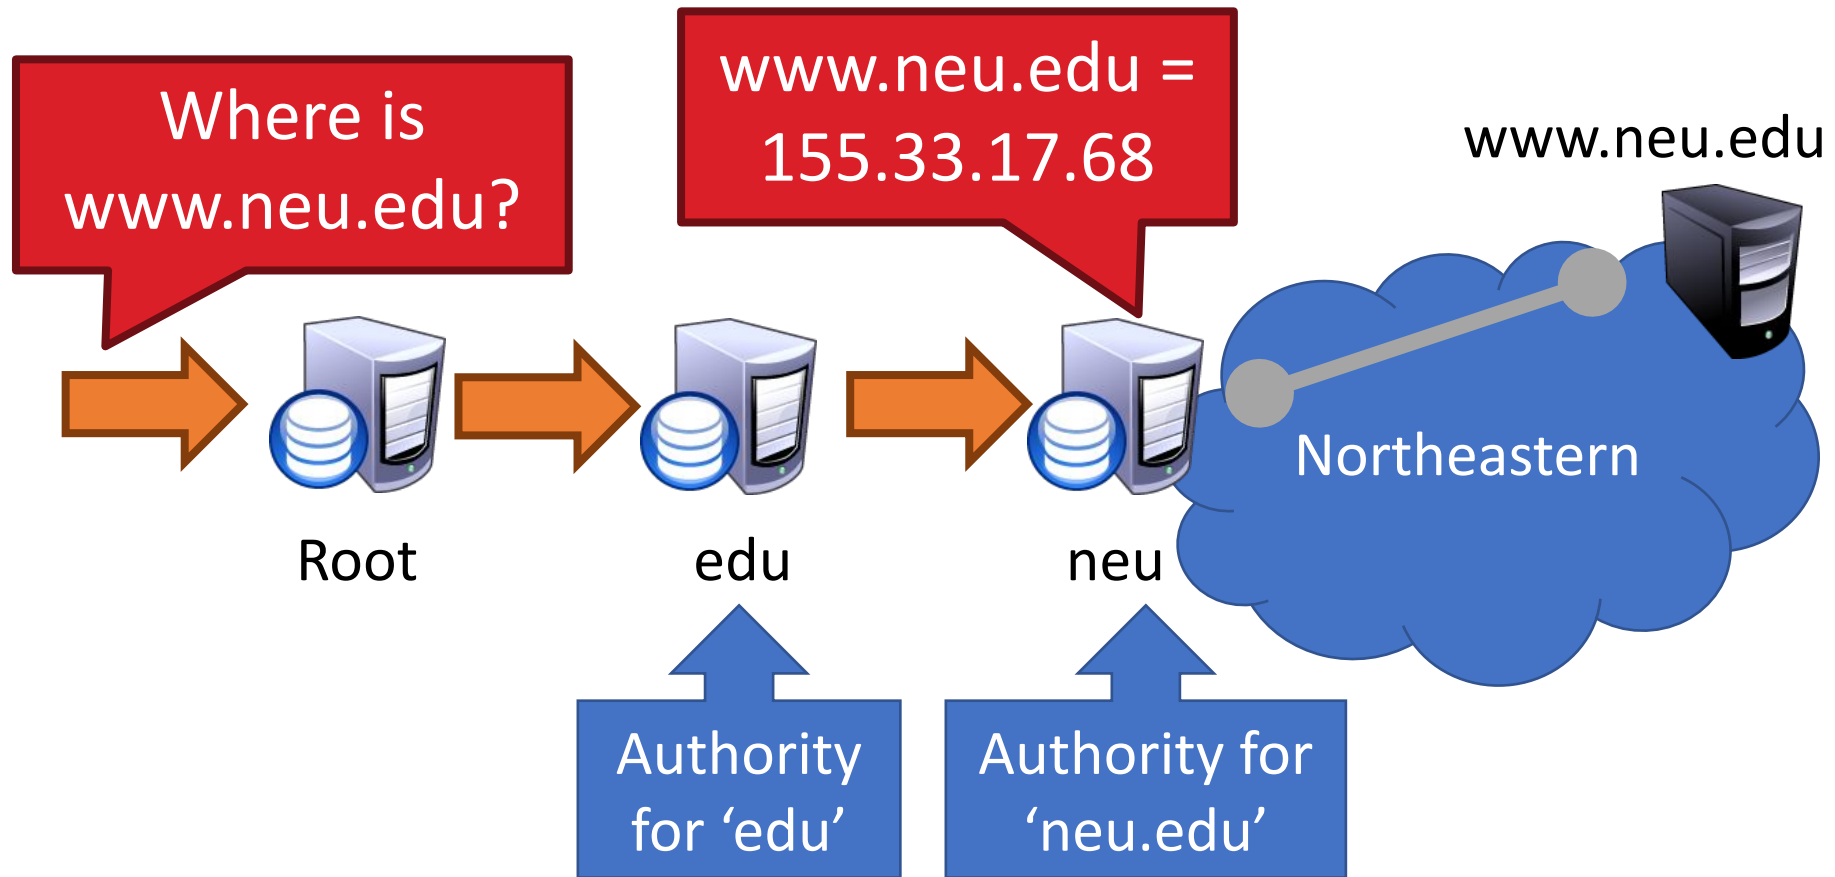 Where is
www.neu.edu?
www.neu.edu =
155.33.17.68
www.neu.edu
Northeastern
Root
edu
neu
Authority
for ‘edu’
Authority for
‘neu.edu’